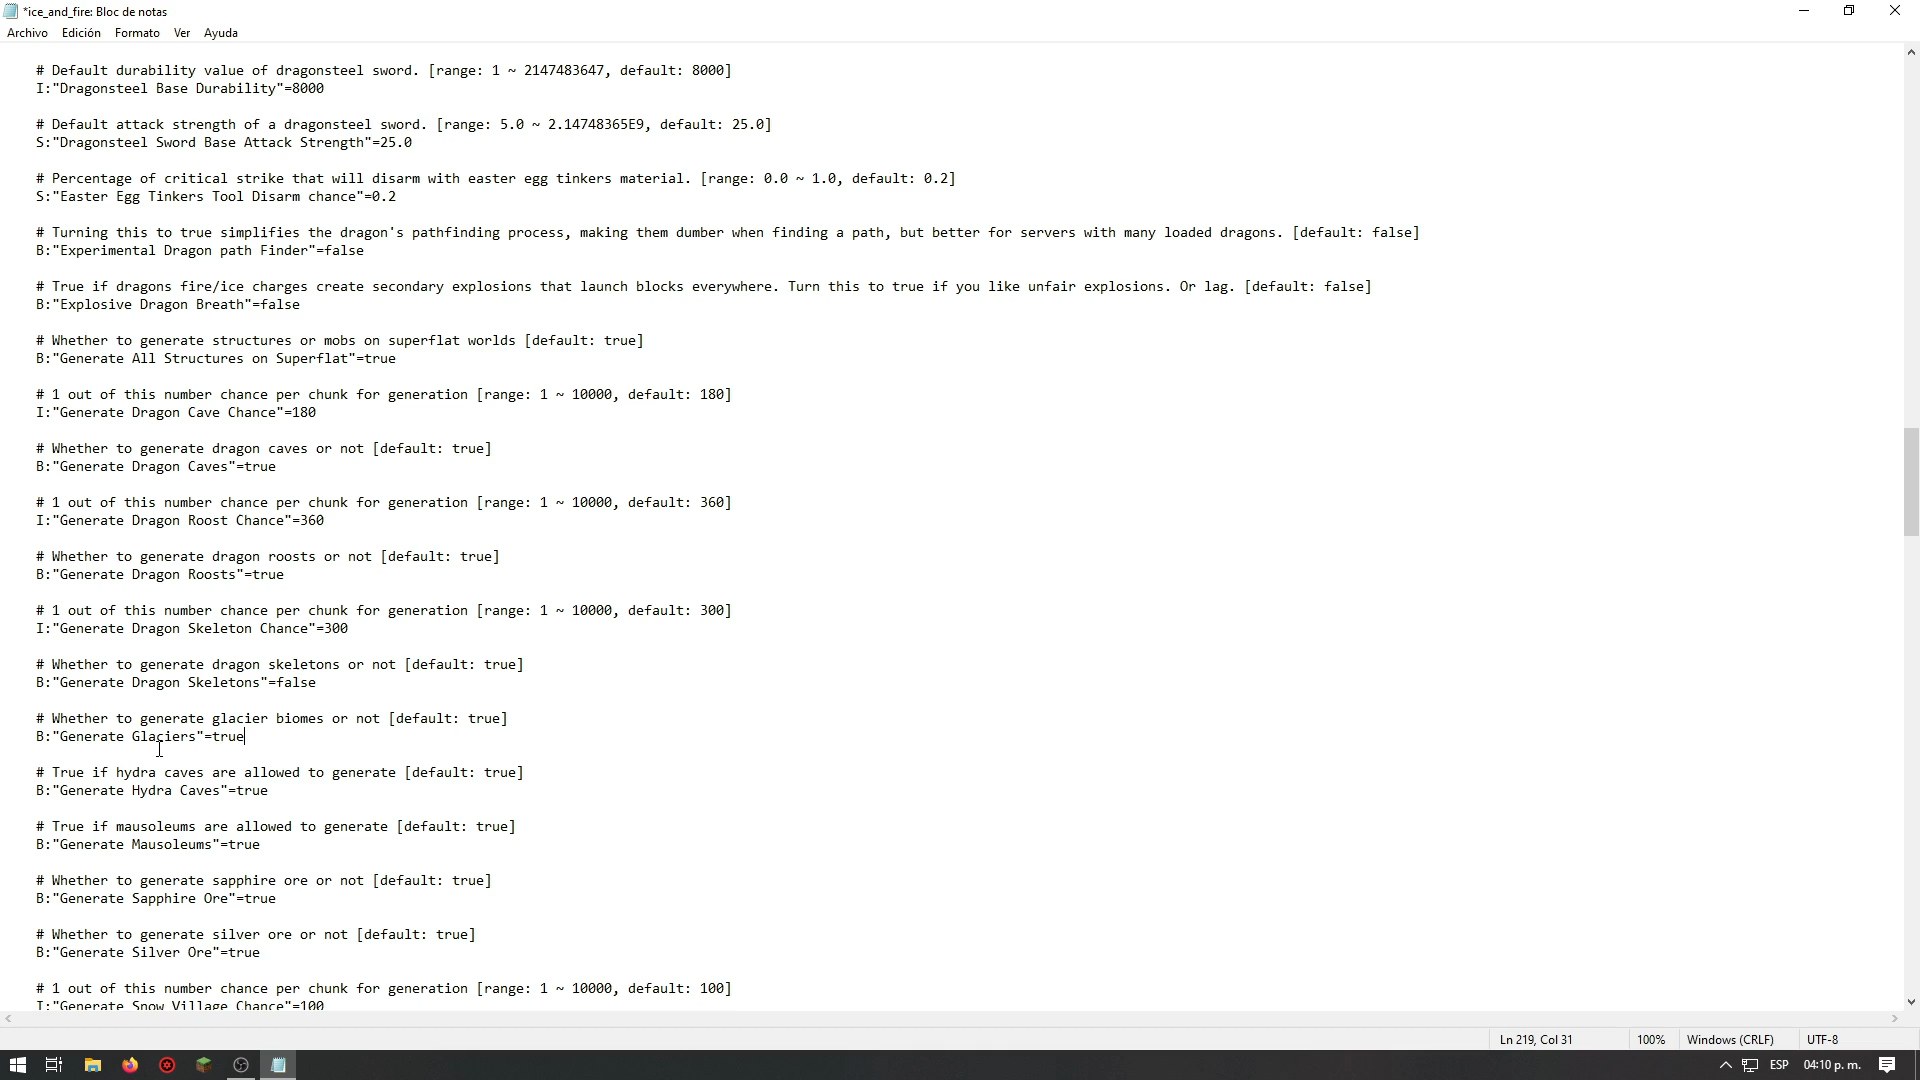 *ice_and_fire: Bloc de notas
Archivo Edición Formato Ver Ayuda
# Default durability value of dragonsteel sword. [range: 1 ~ 2147483647, default: 8000]
I:"Dragonsteel Base Durability"=8000
# Default attack strength of a dragonsteel sword. [range: 5.0 ~ 2.14748365E9, default: 25.0]
S:"Dragonsteel Sword Base Attack Strength"=25.0
# Percentage of critical strike that will disarm with easter egg tinkers material. [range: 0.0 ~ 1.0, default: 0.2]
S:"Easter Egg Tinkers Tool Disarm chance"=0.2
# Turning this to true simplifies the dragon's pathfinding process, making them dumber when finding a path, but better for servers with many loaded dragons. [default: false]
B:"Experimental Dragon path Finder"=false
# True if dragons fire/ice charges create secondary explosions that launch blocks everywhere. Turn this to true if you like unfair explosions. Or lag. [default: false]
B:"Explosive Dragon Breath"=false
# Whether to generate structures or mobs on superflat worlds [default: true]
B:"Generate All Structures on Superflat"=true
# 1 out of this number chance per chunk for generation [range: 1 ~ 10000, default: 180]
I:"Generate Dragon Cave Chance"=180
# Whether to generate dragon caves or not [default: true]
B:"Generate Dragon Caves"=true
# 1 out of this number chance per chunk for generation [range: 1 ~ 10000, default: 360]
I:"Generate Dragon Roost Chance"=360
# Whether to generate dragon roosts or not [default: true]
B:"Generate Dragon Roosts"=true
# 1 out of this number chance per chunk for generation [range: 1 ~ 10000, default: 300]
I:"Generate Dragon Skeleton Chance"=300
# Whether to generate dragon skeletons or not [default: true]
B:"Generate Dragon Skeletons"=false
# Whether to generate glacier biomes or not [default: true]
B:"Generate Glaciers"=true
# True if hydra caves are allowed to generate [default: true]
B:"Generate Hydra Caves"=true
# True if mausoleums are allowed to generate [default: true]
B:"Generate Mausoleums"=true
# Whether to generate sapphire ore or not [default: true]
B:"Generate Sapphire Ore"=true
# Whether to generate silver ore or not [default: true]
B:"Generate Silver Ore"=true
# 1 out of this number chance per chunk for generation [range: 1 ~ 10000, default: 100]
I:"Generate Snow Village Chance"=100
Ln 219, Col 31 100% Windows (CRLF) UTF-8
ESP 04:10 p. m.